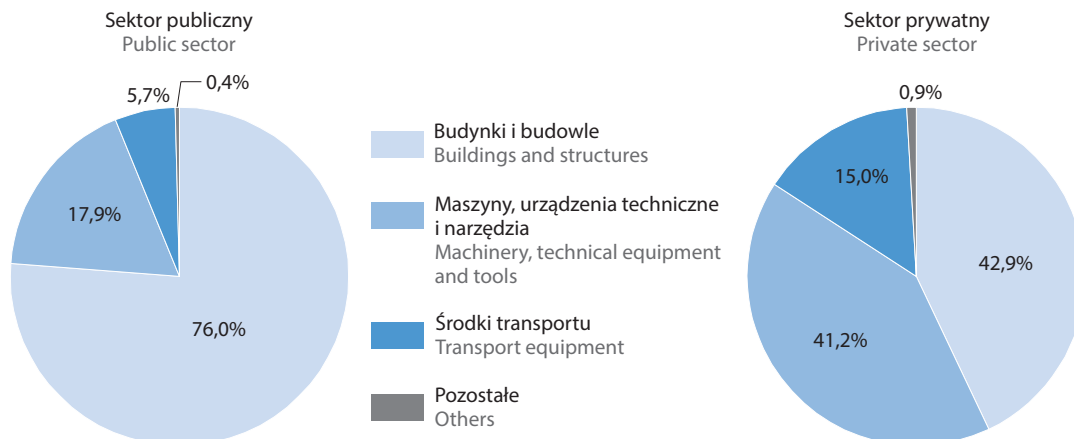 Sektor publiczny
Public sector
5,7%
0,4%
17,9%
76,0%
Budynki i budowle
Buildings and structures
Maszyny, urządzenia techniczne
i narzędzia
Machinery, technical equipment
and tools
Środki transportu
Transport equipment
Pozostałe
Others
Sektor prywatny
Private sector
0,9%
15,0%
42,9%
41,2%